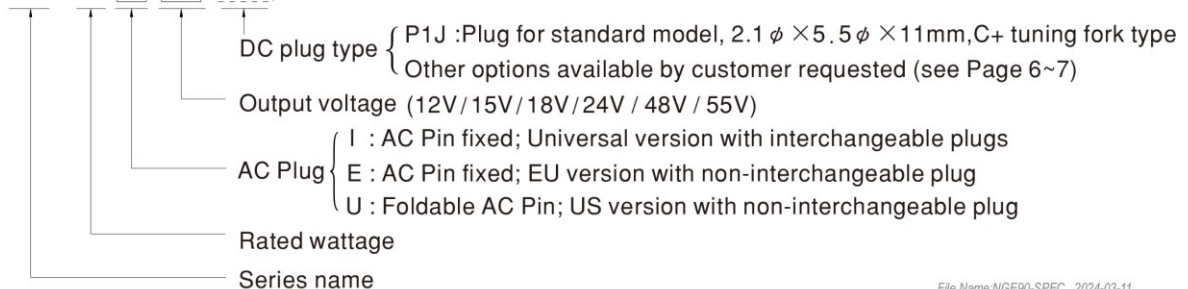 DC plug type { P1J :Plug for standard model, 2.1 φ ×5.5φ ×11mm,C+ tuning fork type
Other options available by customer requested (see Page 6~7)
Output voltage (12V/15V/18V/24V / 48V / 55V)
I : AC Pin fixed; Universal version with interchangeable plugs
AC Plug { E : AC Pin fixed; EU version with non-interchangeable plug
U : Foldable AC Pin; US version with non-interchangeable plug
Rated wattage
Series name
File Name:NGE90-SPEC 2024-03-11